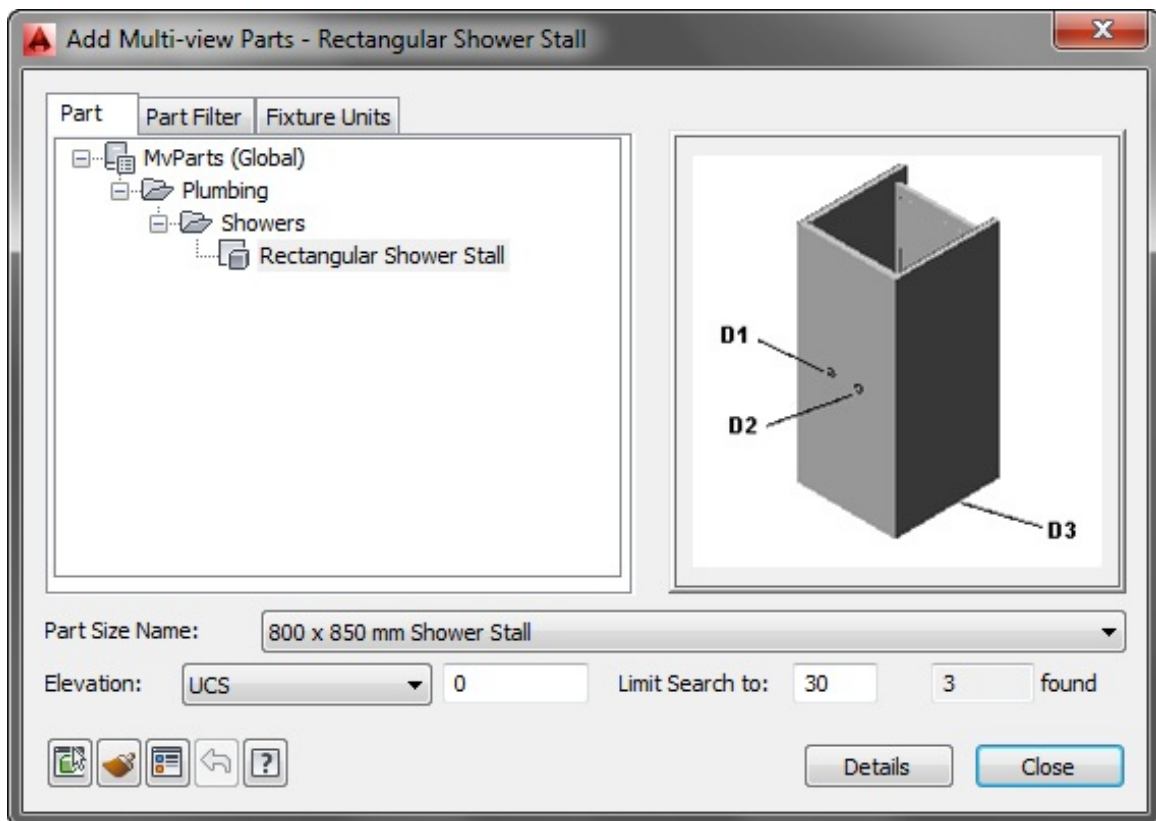 Add Multi-view Parts - Rectangular Shower Stall
x
Part Part Filter Fixture Units
MvParts (Global)
Plumbing
Showers
Rectangular Shower Stall
D1
D2
D3
Part Size Name: 800 x 850 mm Shower Stall
Elevation: UCS 0 Limit Search to: 30 3 found
? Details Close